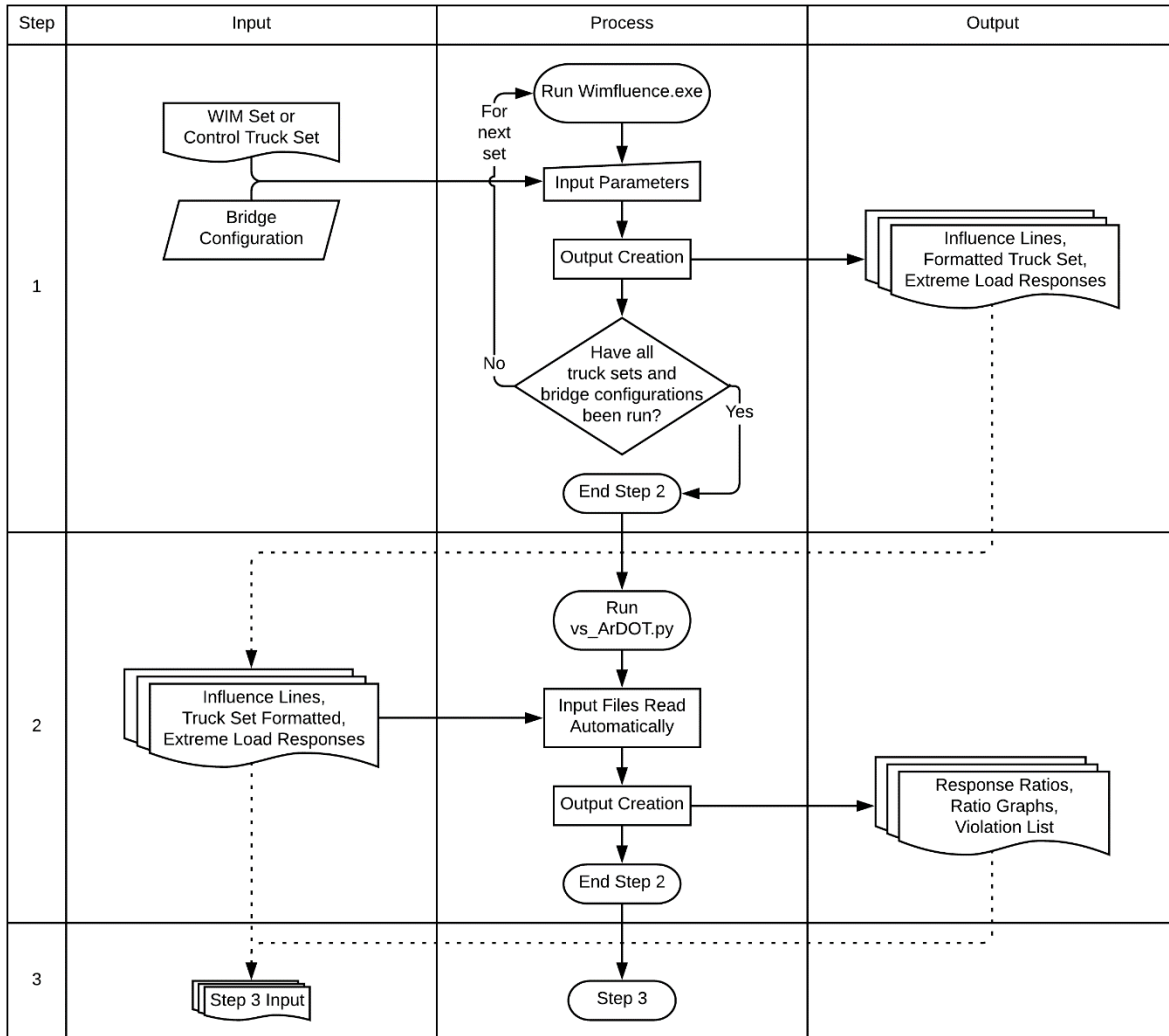 Step
Input
Process
Output
1
WIM Set or
Control Truck Set
Bridge
Configuration
For
next
set
Run Wimfluence.exe
Input Parameters
Output Creation
Influence Lines,
Formatted Truck Set,
Extreme Load Responses
Have all
truck sets and
bridge configurations
been run?
No
Yes
End Step 2
2
Run
vs_ArDOT.py
Influence Lines,
Truck Set Formatted,
Extreme Load Responses
Input Files Read
Automatically
Output Creation
Response Ratios,
Ratio Graphs,
Violation List
End Step 2
3
Step 3 Input
Step 3